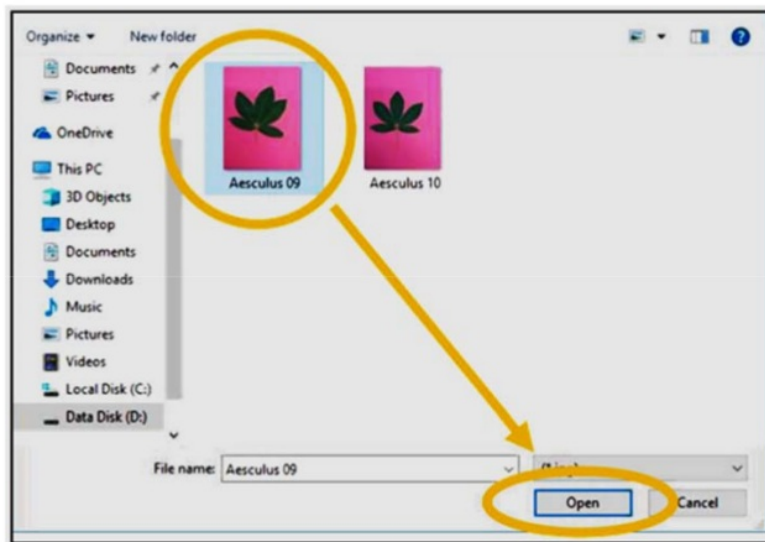 Organize New folder
Documents
Pictures
OneDrive
This PC
3D Objects
Desktop
Documents
Downloads
Music
Pictures
Videos
Local Disk (C:)
Data Disk (D:)
Aesculus 09 Aesculus 10
File name: Aesculus 09
Open Cancel